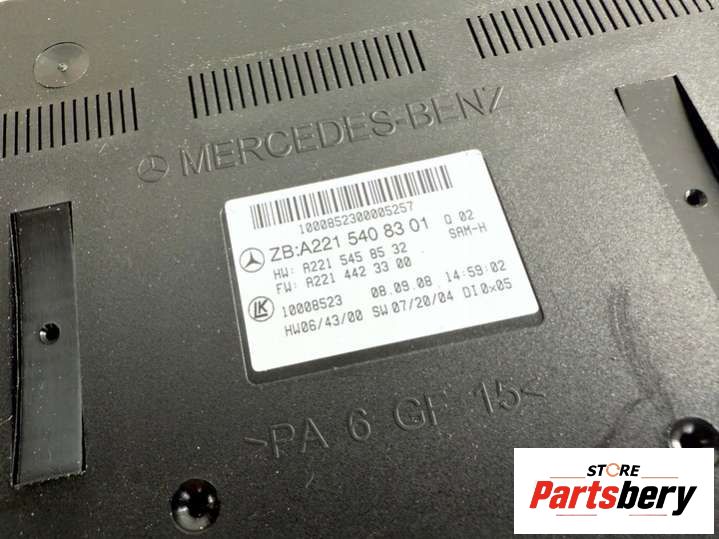 MERCEDES-BENZ
1000852300005257
ZB:A221 540 83 01 Q 02
HW: A221 545 85 32 SAM-H
FW: A221 442 33 00
LK 10008523 08.09.08 14:59:02
HW06/43/00 SW07/20/04 DI0x05
>PA 6 GF 15<
STORE
Partsbery